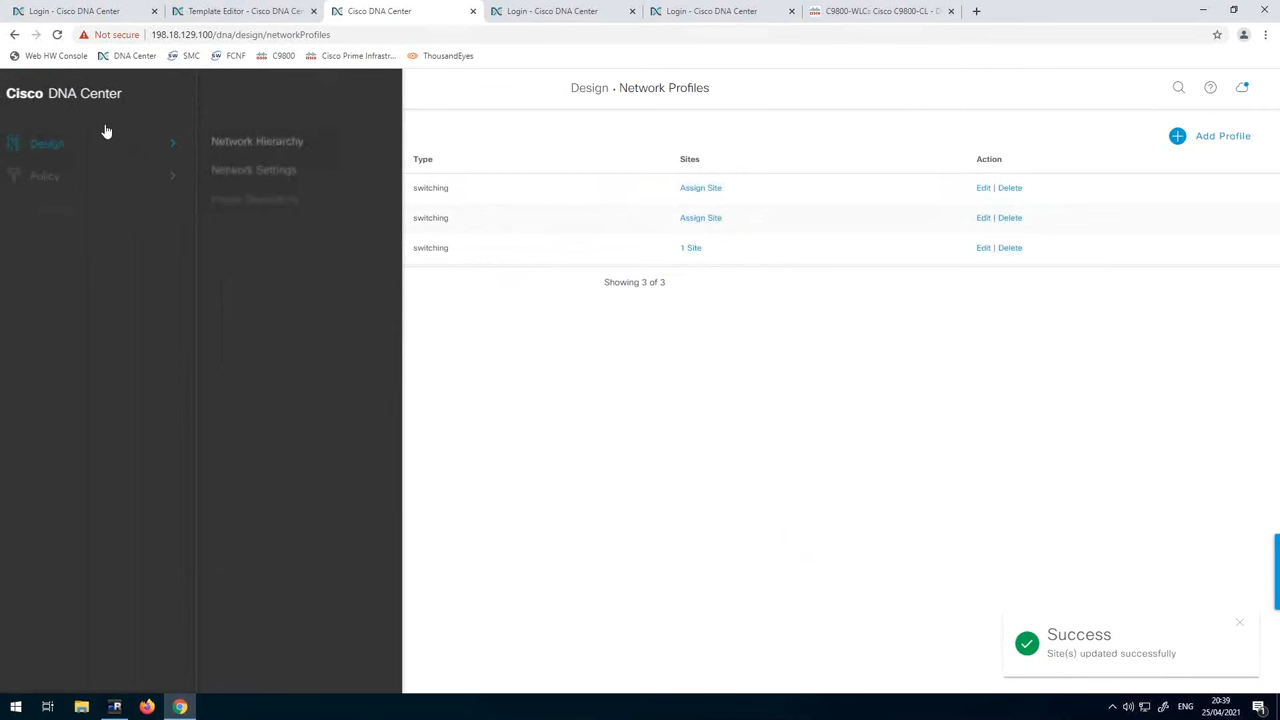 Login - Cisco DNA Center
Template Editor - Cisco DNA Cen
Cisco DNA Center
Login - Cisco DNA Center
Login - Cisco DNA Center
C9800-WLC: Cisco C9800-CL - D
Not secure
198.18.129.100/dna/design/networkProfiles
Web HW Console
DNA Center
SMC
FCNF
C9800
Cisco Prime Infrastr...
ThousandEyes
Cisco DNA Center
Design • Network Profiles
Design
Network Hierarchy
Policy
Network Settings
Add Profile
Type Sites Action
switching Assign Site Edit | Delete
switching Assign Site Edit | Delete
switching 1 Site Edit | Delete
Showing 3 of 3
Success
Site(s) updated successfully
ENG
20:39
25/04/2021